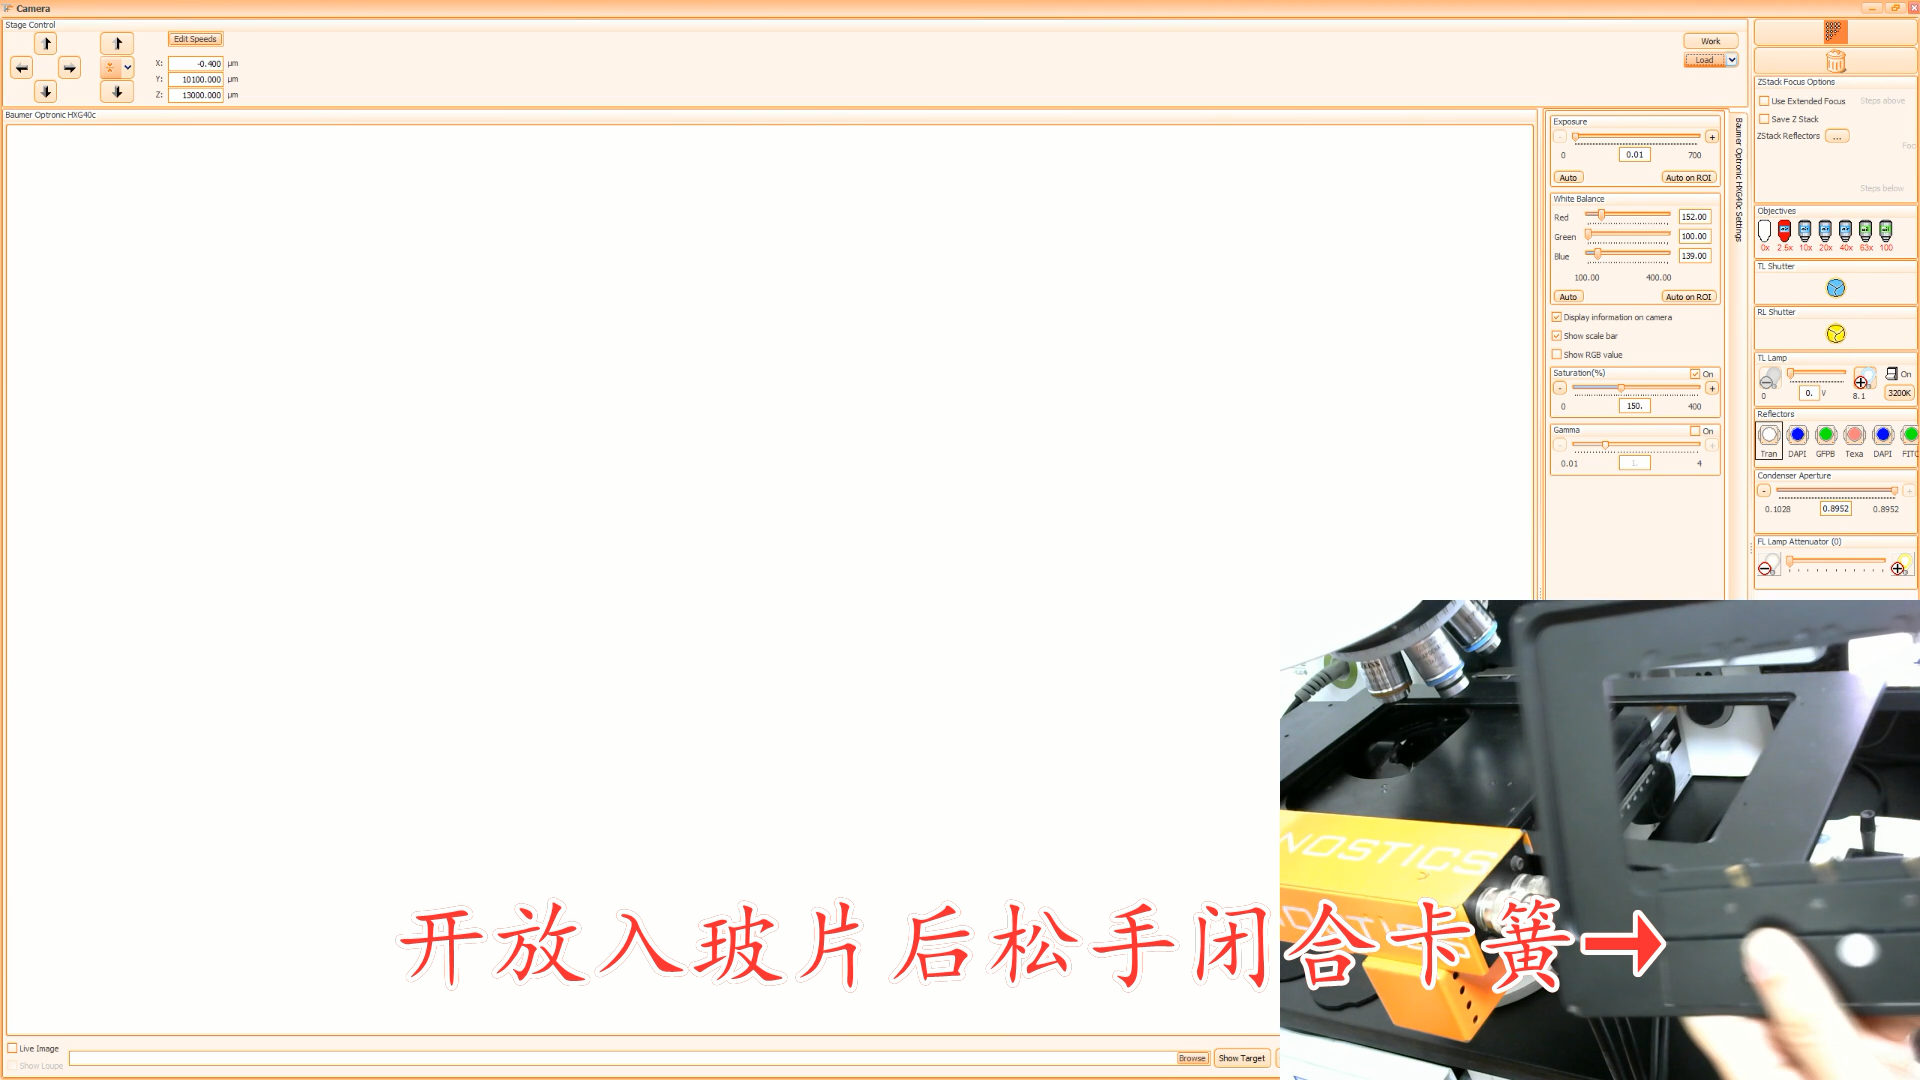 Camera
Stage Control
Edit Speeds
X: -0.400 µm
Y: 10100.000 µm
Z: 13000.000 µm
Work
Load
Baumer Optronic HXG40c
Exposure
0 0.01 700
Auto Auto on ROI
White Balance
Red 152.00
Green 100.00
Blue 139.00
100.00 400.00
Auto Auto on ROI
Display information on camera
Show scale bar
Show RGB value
Saturation(%) On
0 150. 400
Gamma On
0.01 1. 4
Baumer Optronic HXG40c Settings
ZStack Focus Options
Use Extended Focus Steps above
Save Z Stack
ZStack Reflectors ...
Foc
Steps below
Objectives
0x 2.5x 10x 20x 40x 63x 100
TL Shutter
RL Shutter
TL Lamp
On
0 0. V 8.1 3200K
Reflectors
Tran DAPI GFPB Texa DAPI FITC
Condenser Aperture
0.1028 0.8952 0.8952
FL Lamp Attenuator (0)
NOSTICS
开放入玻片后松手闭合卡簧→
Live Image
Show Loupe
Browse Show Target